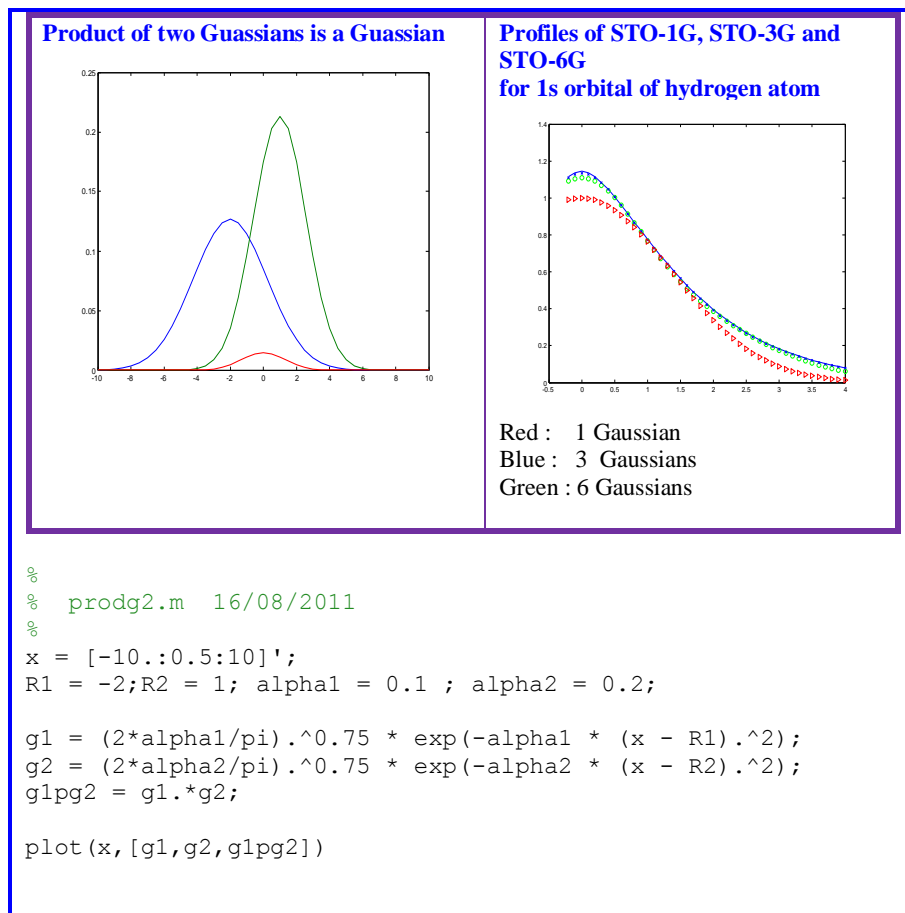 Product of two Guassians is a Guassian
0.25
0.2
0.15
0.1
0.05
0
-10 -8 -6 -4 -2 0 2 4 6 8 10
Profiles of STO-1G, STO-3G and
STO-6G
for 1s orbital of hydrogen atom
1.4
1.2
1
0.8
0.6
0.4
0.2
0
-0.5 0 0.5 1 1.5 2 2.5 3 3.5 4
Red : 1 Gaussian
Blue : 3 Gaussians
Green : 6 Gaussians
%
% prodg2.m 16/08/2011
%
x = [-10.:0.5:10]';
R1 = -2;R2 = 1; alpha1 = 0.1 ; alpha2 = 0.2;
g1 = (2*alpha1/pi).^0.75 * exp(-alpha1 * (x - R1).^2);
g2 = (2*alpha2/pi).^0.75 * exp(-alpha2 * (x - R2).^2);
g1pg2 = g1.*g2;
plot(x,[g1,g2,g1pg2])